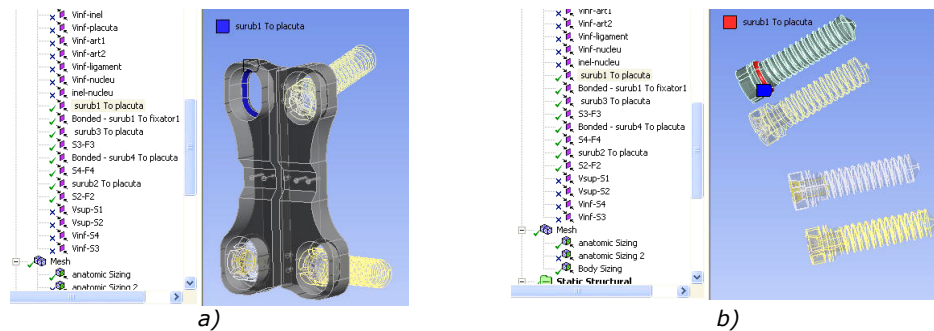 Vinf-inel
Vinf-placuta
Vinf-art1
Vinf-art2
Vinf-ligament
Vinf-nucleu
inel-nucleu
surub1 To placuta
Bonded - surub1 To fixator1
surub3 To placuta
S3-F3
Bonded - surub4 To placuta
S4-F4
surub2 To placuta
S2-F2
Vsup-S1
Vsup-S2
Vinf-S4
Vinf-S3
Mesh
anatomic Sizing
anatomic Sizing 2
surub1 To placuta
a)
Vinf-art1
Vinf-art2
Vinf-ligament
Vinf-nucleu
inel-nucleu
surub1 To placuta
Bonded - surub1 To fixator1
surub3 To placuta
S3-F3
Bonded - surub4 To placuta
S4-F4
surub2 To placuta
S2-F2
Vsup-S1
Vsup-S2
Vinf-S4
Vinf-S3
Mesh
anatomic Sizing
anatomic Sizing 2
Body Sizing
Static Structural
surub1 To placuta
b)